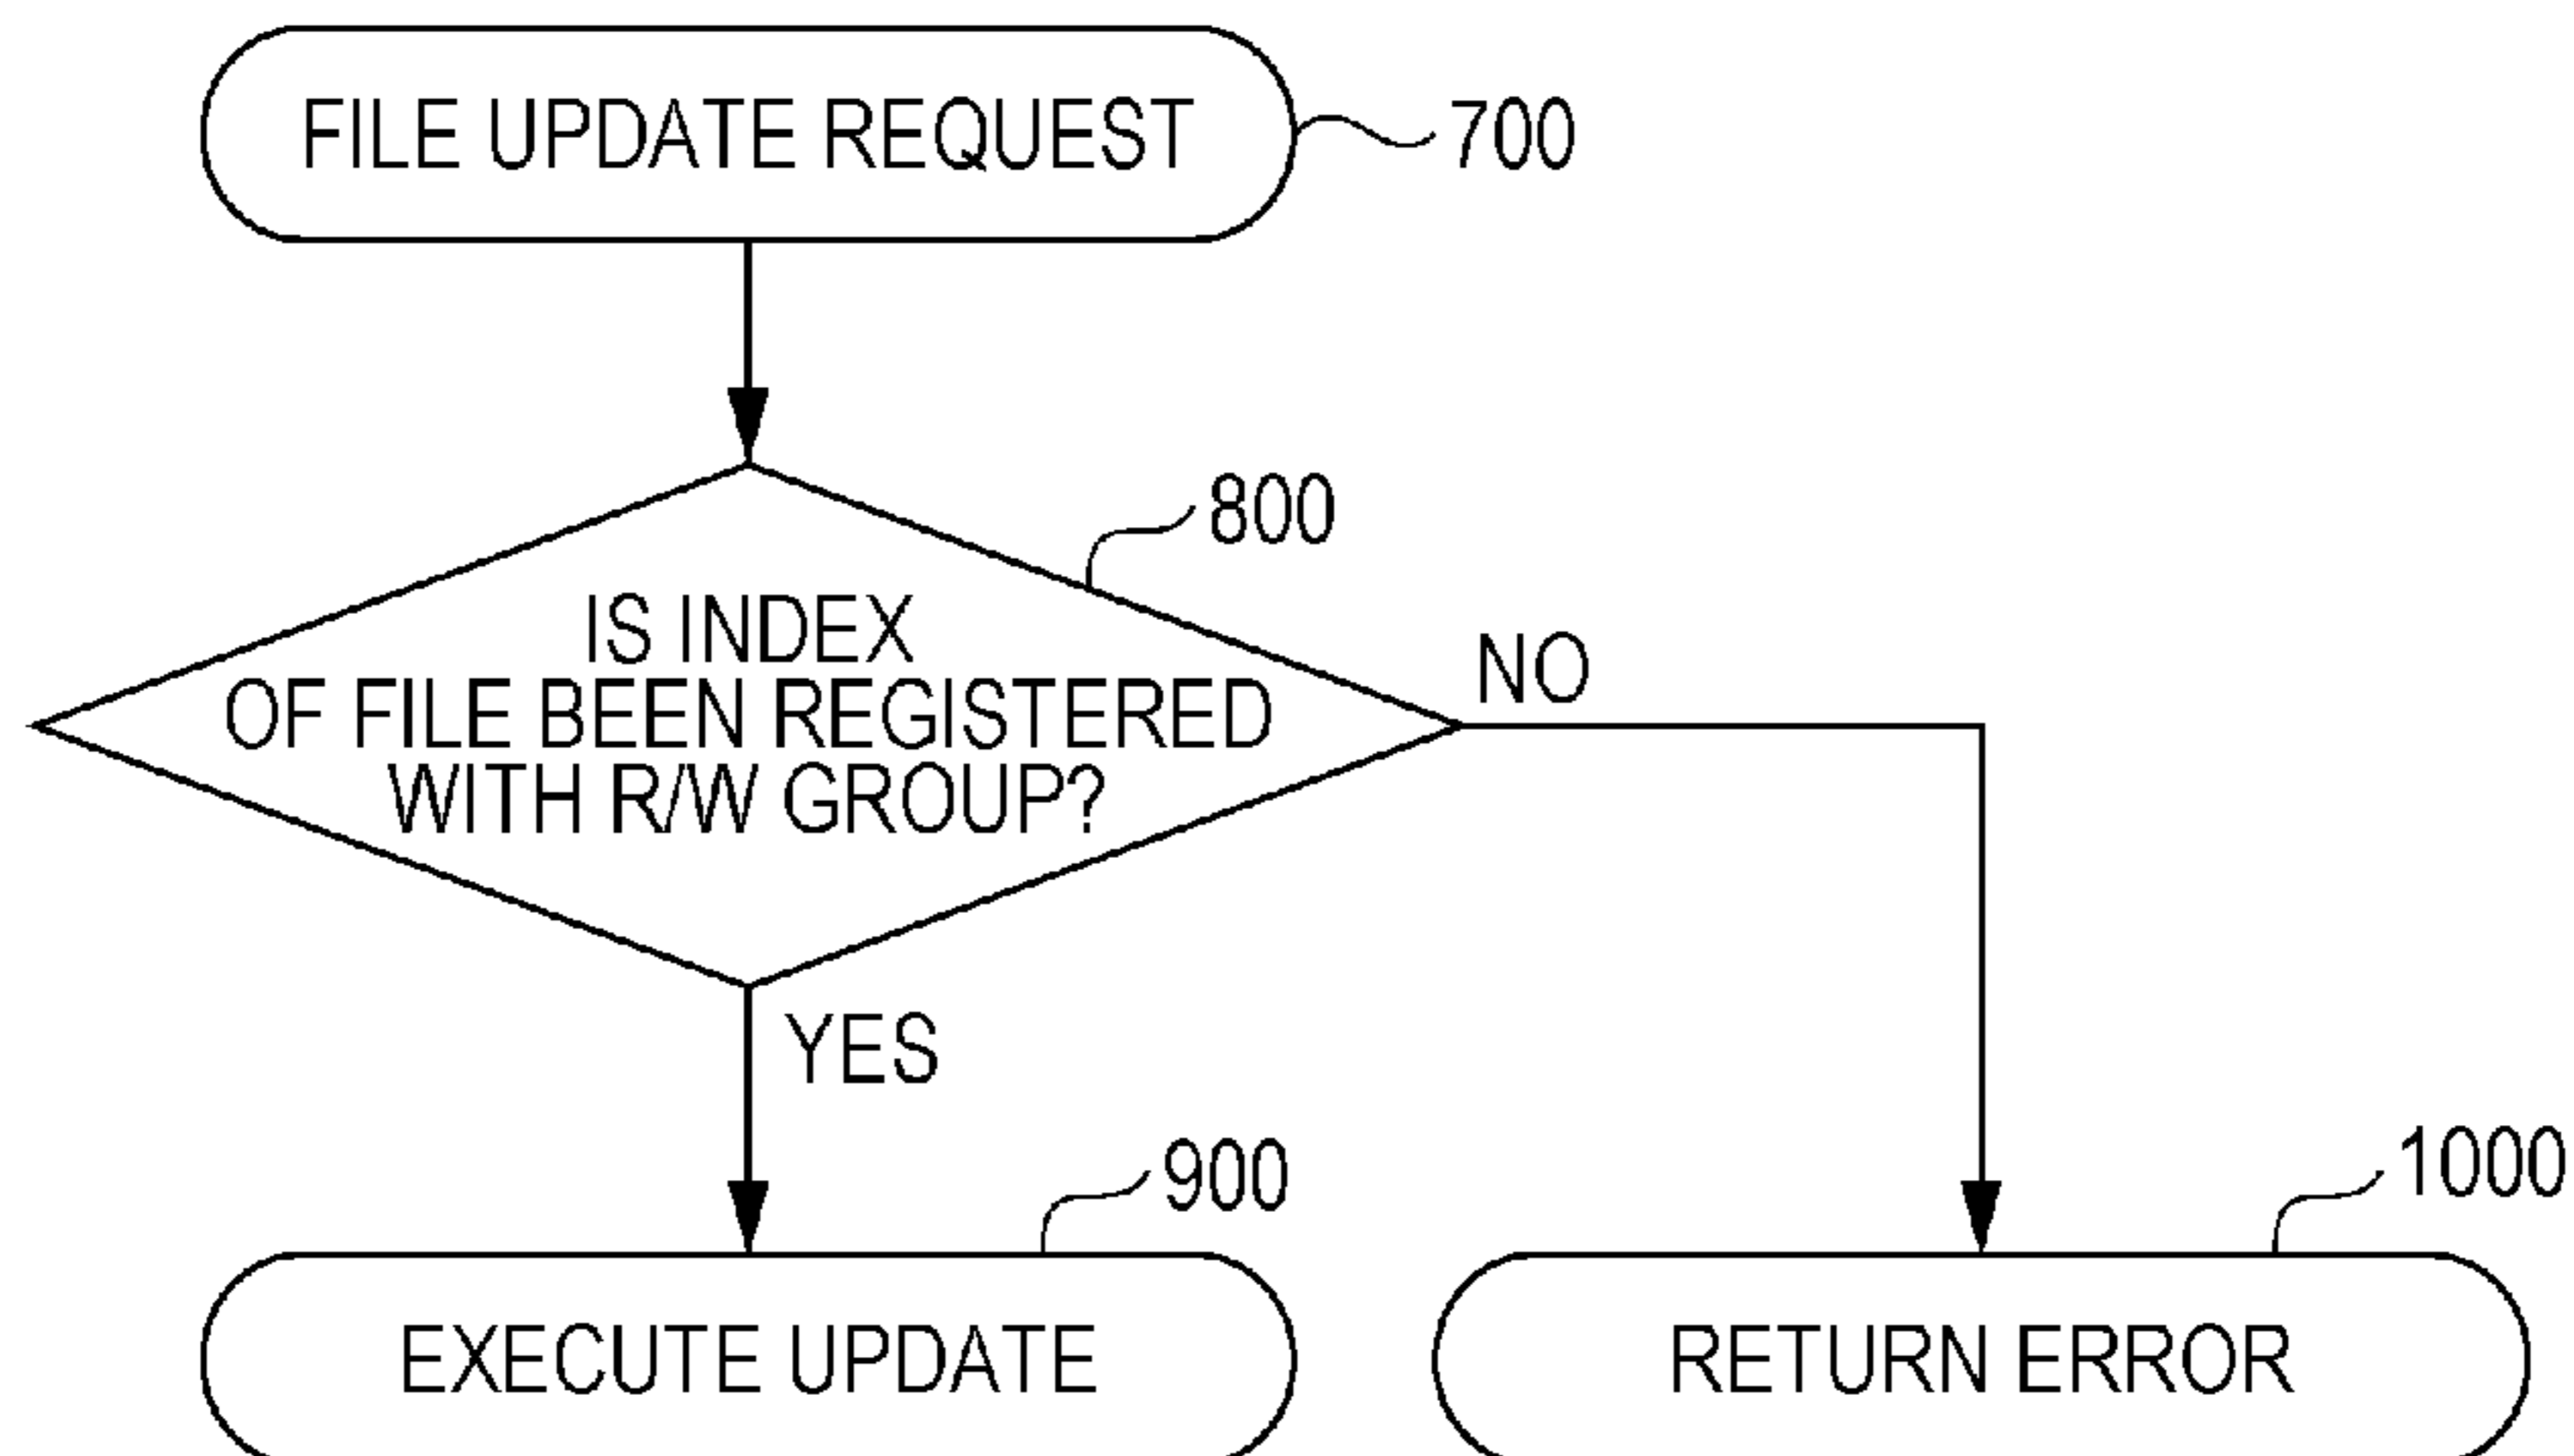 FILE UPDATE REQUEST
700
800
IS INDEX
OF FILE BEEN REGISTERED
WITH R/W GROUP?
NO
YES
900
EXECUTE UPDATE
1000
RETURN ERROR